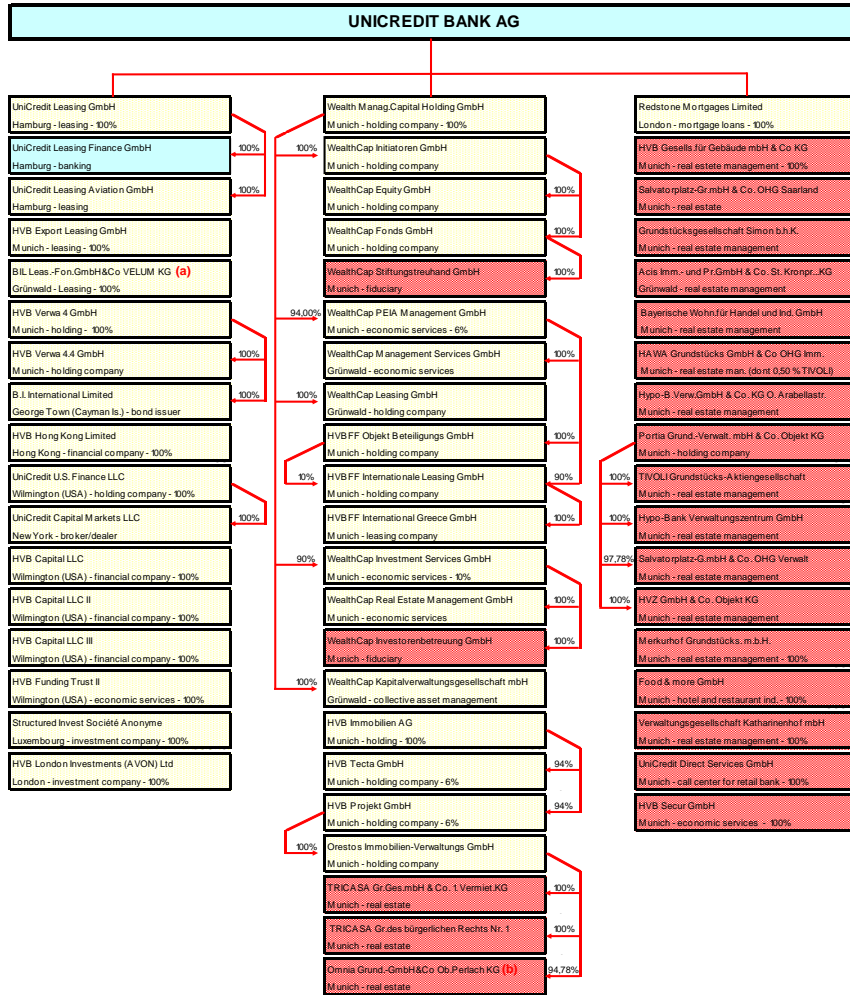 UNICREDIT BANK AG
UniCredit Leasing GmbH
Hamburg - leasing - 100%
100%
UniCredit Leasing Finance GmbH
Hamburg - banking
100%
UniCredit Leasing Aviation GmbH
Hamburg - leasing
HVB Export Leasing GmbH
Munich - leasing - 100%
BIL Leas.-Fon.GmbH&Co VELUM KG (a)
Grünwald - Leasing - 100%
HVB Verwa 4 GmbH
Munich - holding - 100%
100%
HVB Verwa 4.4 GmbH
Munich - holding company
100%
B.I. International Limited
George Town (Cayman Is.) - bond issuer
HVB Hong Kong Limited
Hong Kong - financial company - 100%
UniCredit U.S. Finance LLC
Wilmington (USA) - holding company - 100%
100%
UniCredit Capital Markets LLC
New York - broker/dealer
HVB Capital LLC
Wilmington (USA) - financial company - 100%
HVB Capital LLC II
Wilmington (USA) - financial company - 100%
HVB Capital LLC III
Wilmington (USA) - financial company - 100%
HVB Funding Trust II
Wilmington (USA) - economic services - 100%
Structured Invest Société Anonyme
Luxembourg - investment company - 100%
HVB London Investments (AVON) Ltd
London - investment company - 100%
Wealth Manag.Capital Holding GmbH
Munich - holding company - 100%
100%
WealthCap Initiatoren GmbH
Munich - holding company
100%
WealthCap Equity GmbH
Munich - holding company
100%
WealthCap Fonds GmbH
Munich - holding company
100%
WealthCap Stiftungstreuhand GmbH
Munich - fiduciary
94,00%
WealthCap PEIA Management GmbH
Munich - economic services - 6%
100%
WealthCap Management Services GmbH
Grünwald - economic services
100%
WealthCap Leasing GmbH
Grünwald - holding company
100%
HVBFF Objekt Beteiligungs GmbH
Munich - holding company
10%
90%
HVBFF Internationale Leasing GmbH
Munich - holding company
100%
HVBFF International Greece GmbH
Munich - leasing company
90%
WealthCap Investment Services GmbH
Munich - economic services - 10%
100%
WealthCap Real Estate Management GmbH
Munich - economic services
100%
WealthCap Investorenbetreuung GmbH
Munich - fiduciary
100%
WealthCap Kapitalverwaltungsgesellschaft mbH
Grünwald - collective asset management
HVB Immobilien AG
Munich - holding - 100%
94%
HVB Tecta GmbH
Munich - holding company - 6%
94%
HVB Projekt GmbH
Munich - holding company - 6%
100%
Orestos Immobilien-Verwaltungs GmbH
Munich - holding company
100%
TRICASA Gr.Ges.mbH & Co. 1.Vermiet.KG
Munich - real estate
100%
TRICASA Gr.des bürgerlichen Rechts Nr. 1
Munich - real estate
94,78%
Omnia Grund.-GmbH&Co Ob.Perlach KG (b)
Munich - real estate
Redstone Mortgages Limited
London - mortgage loans - 100%
HVB Gesells.für Gebäude mbH & Co KG
Munich - real estate management - 100%
Salvatorplatz-Gr.mbH & Co. OHG Saarland
Munich - real estate
Grundstücksgesellschaft Simon b.h.K.
Munich - real estate management
Acis Imm.- und Pr.GmbH & Co. St. Kronpr...KG
Grünwald - real estate management
Bayerische Wohn.für Handel und Ind. GmbH
Munich - real estate management
HAWA Grundstücks GmbH & Co OHG Imm.
Munich - real estate man. (dont 0,50 % TIVOLI)
Hypo-B.Verw.GmbH & Co. KG O. Arabellastr.
Munich - real estate management
Portia Grund.-Verwalt. mbH & Co. Objekt KG
Munich - holding company
100%
TIVOLI Grundstücks-Aktiengesellschaft
Munich - real estate management
100%
Hypo-Bank Verwaltungszentrum GmbH
Munich - real estate management
97,78%
Salvatorplatz-G.mbH & Co. OHG Verwalt
Munich - real estate management
100%
HVZ GmbH & Co. Objekt KG
Munich - real estate management
Merkurhof Grundstücks. m.b.H.
Munich - real estate management - 100%
Food & more GmbH
Munich - hotel and restaurant ind. - 100%
Verwaltungsgesellschaft Katharinenhof mbH
Munich - real estate management - 100%
UniCredit Direct Services GmbH
Munich - call center for retail bank - 100%
HVB Secur GmbH
Munich - economic services - 100%